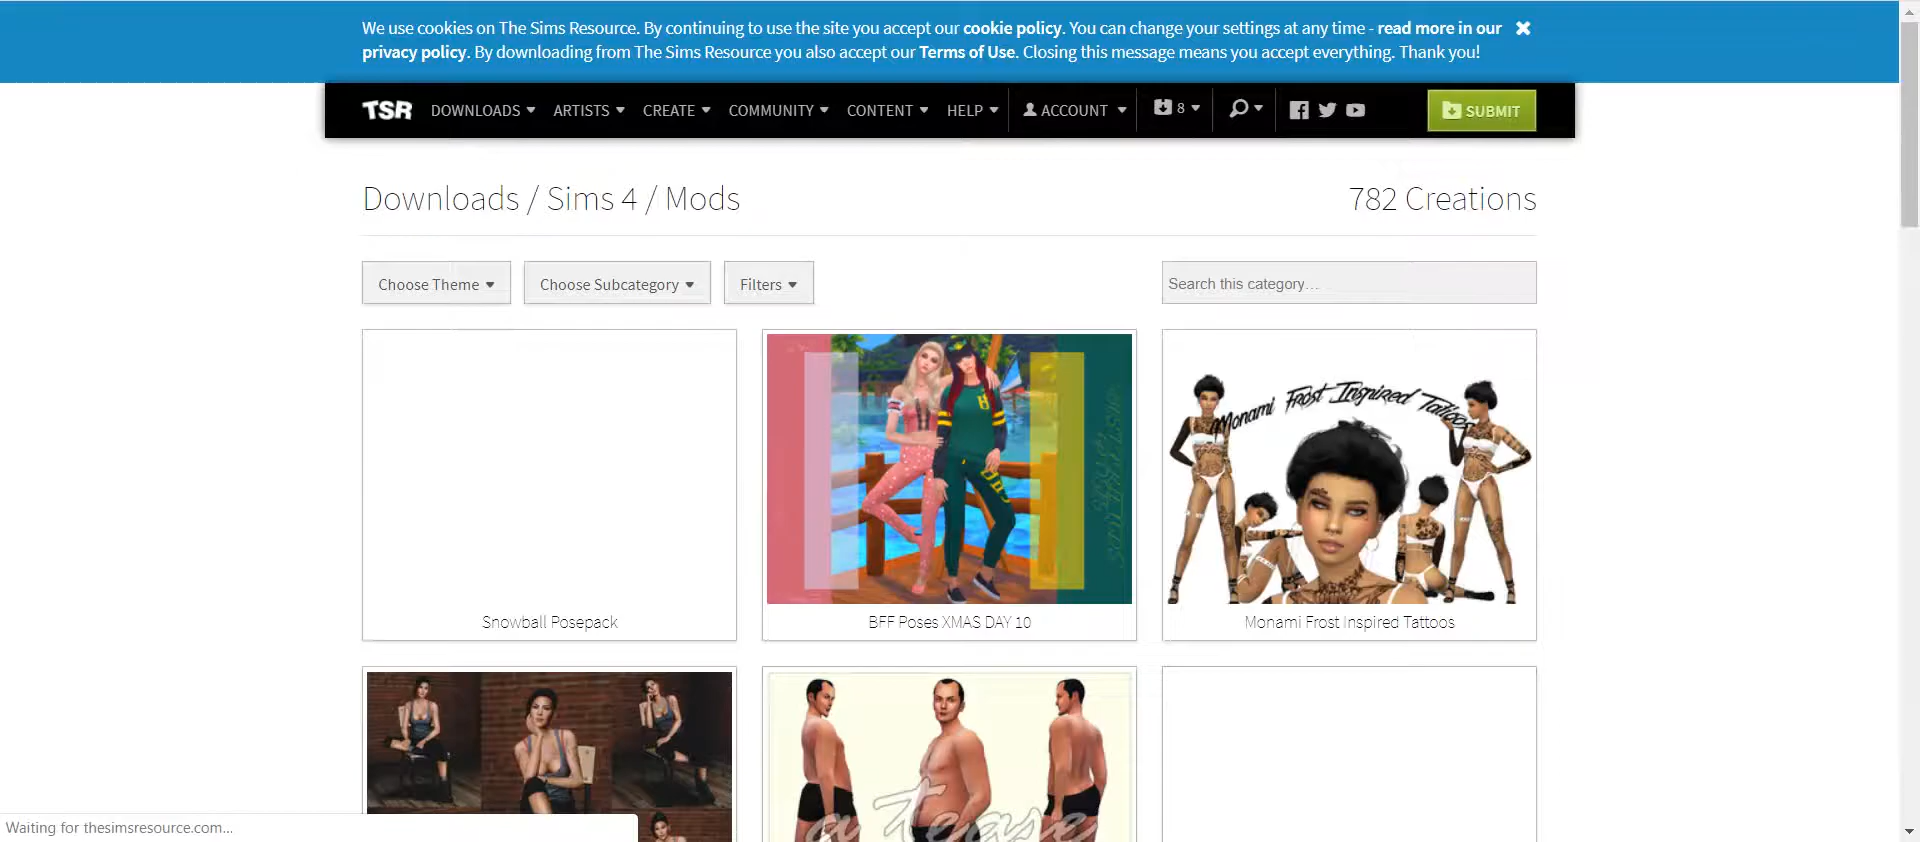 We use cookies on The Sims Resource. By continuing to use the site you accept our cookie policy. You can change your settings at any time - read more in our
privacy policy. By downloading from The Sims Resource you also accept our Terms of Use. Closing this message means you accept everything. Thank you!
TSR DOWNLOADS ARTISTS CREATE COMMUNITY CONTENT HELP ACCOUNT 8 SUBMIT
Downloads / Sims 4 / Mods 782 Creations
Choose Theme Choose Subcategory Filters Search this category...
Monami Frost Inspired Tattoos
Snowball Posepack BFF Poses XMAS DAY 10 Monami Frost Inspired Tattoos
a tease
Waiting for thesimsresource.com...